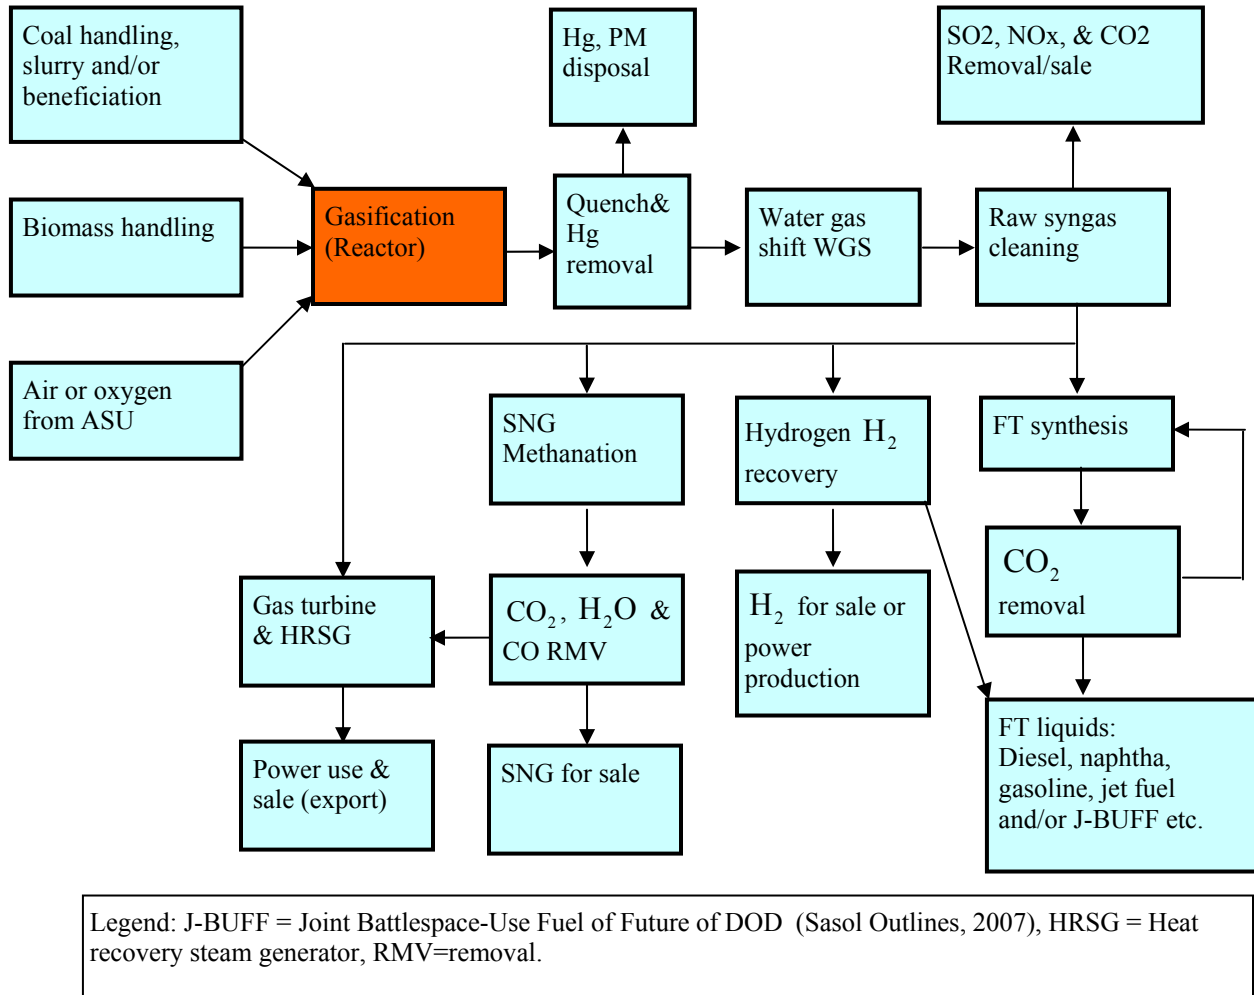 Coal handling,
slurry and/or
beneficiation
Hg, PM
disposal
SO2, NOx, & CO2
Removal/sale
Biomass handling
Gasification
(Reactor)
Quench&
Hg
removal
Water gas
shift WGS
Raw syngas
cleaning
Air or oxygen
from ASU
SNG
Methanation
Hydrogen H₂
recovery
FT synthesis
Gas turbine
& HRSG
CO₂, H₂O &
CO RMV
H₂ for sale or
power
production
CO₂
removal
Power use &
sale (export)
SNG for sale
FT liquids:
Diesel, naphtha,
gasoline, jet fuel
and/or J-BUFF etc.
Legend: J-BUFF = Joint Battlespace-Use Fuel of Future of DOD (Sasol Outlines, 2007), HRSG = Heat
recovery steam generator, RMV=removal.